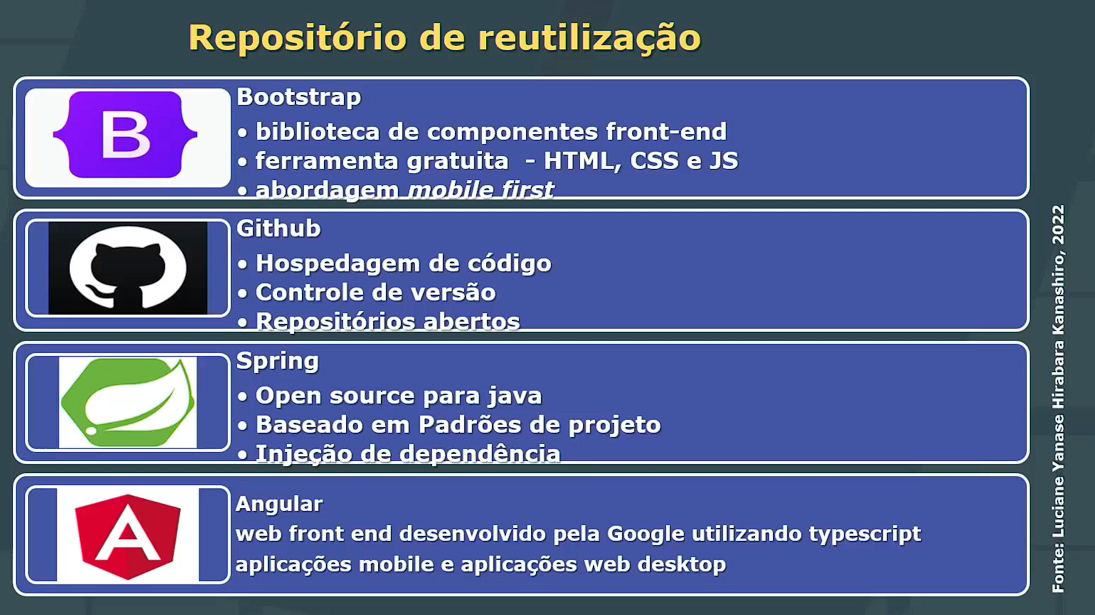 Repositório de reutilização
B
Bootstrap
• biblioteca de componentes front-end
• ferramenta gratuita - HTML, CSS e JS
• abordagem mobile first
Github
• Hospedagem de código
• Controle de versão
• Repositórios abertos
Spring
• Open source para java
• Baseado em Padrões de projeto
• Injeção de dependência
A
Angular
web front end desenvolvido pela Google utilizando typescript
aplicações mobile e aplicações web desktop
Fonte: Luciane Yanase Hirabara Kanashiro, 2022